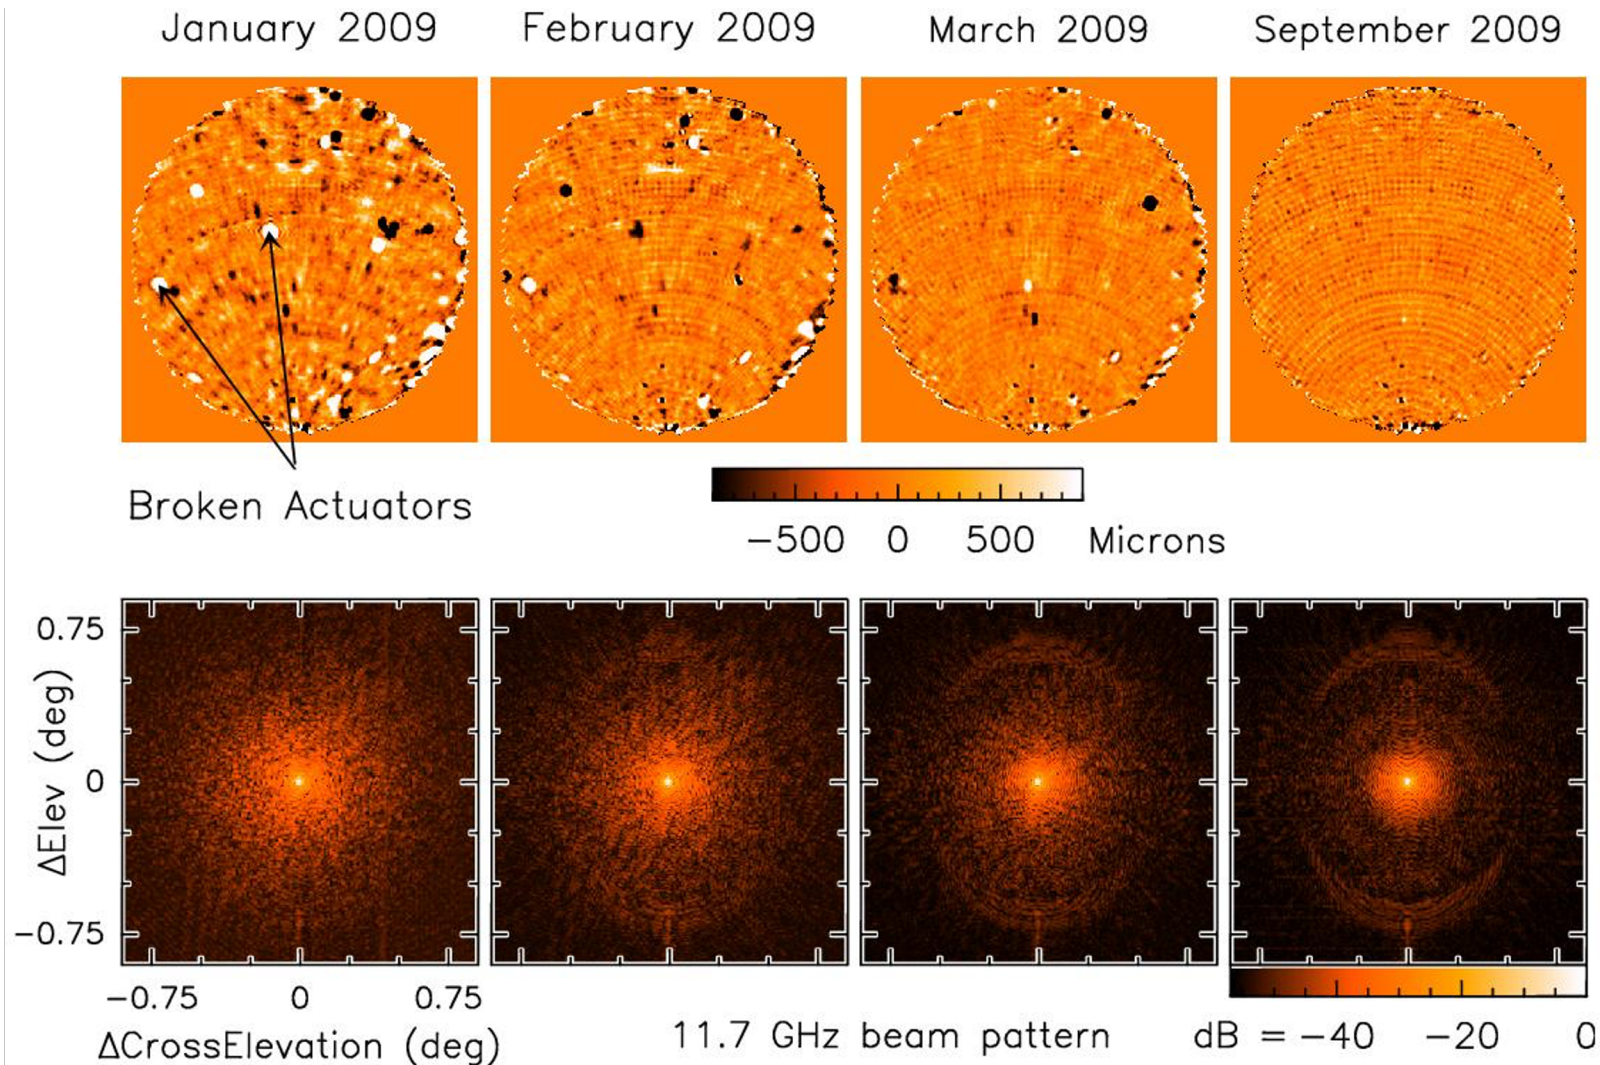 January 2009
February 2009
March 2009
September 2009
Broken Actuators
−500 0 500 Microns
ΔElev (deg)
0.75
0
−0.75
−0.75 0 0.75
ΔCrossElevation (deg)
11.7 GHz beam pattern
dB = −40 −20 0